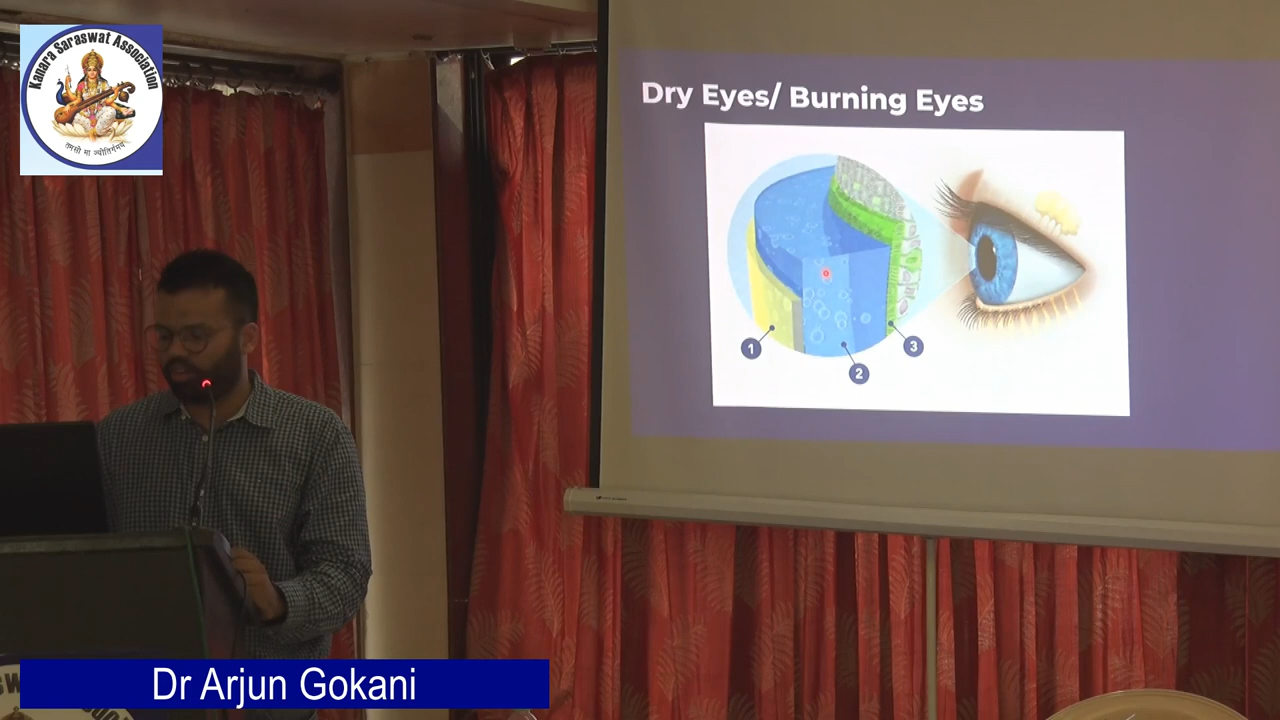 Kanara Saraswat Association
तमसो मा ज्योतिर्गमय
Dry Eyes/ Burning Eyes
1
2
3
Dr Arjun Gokani